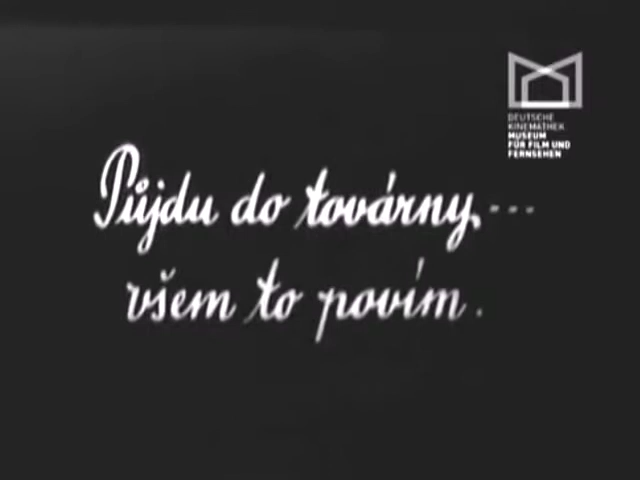 DEUTSCHE
KINEMATHEK
MUSEUM
FÜR FILM UND
FERNSEHEN
Půjdu do továrny,---
všem to povím.